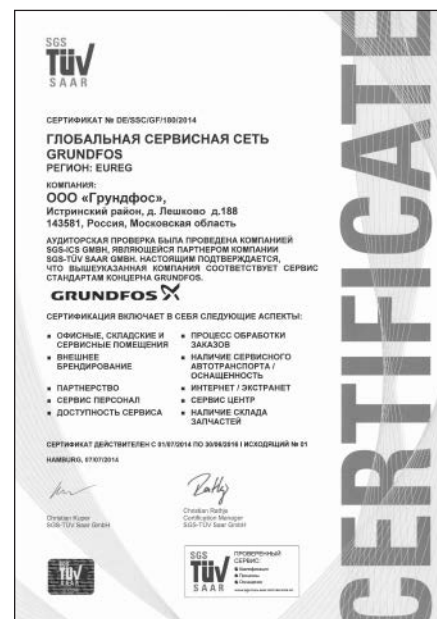 SGS
TÜV
SAAR
CERTIFICATE
СЕРТИФИКАТ № DE/SSC/GF/180/2014
ГЛОБАЛЬНАЯ СЕРВИСНАЯ СЕТЬ
GRUNDFOS
РЕГИОН: EUREG
КОМПАНИЯ:
ООО «Грундфос»,
Истринский район, д. Лешково д.188
143581, Россия, Московская область
АУДИТОРСКАЯ ПРОВЕРКА БЫЛА ПРОВЕДЕНА КОМПАНИЕЙ
SGS-ICS GMBH, ЯВЛЯЮЩЕЙСЯ ПАРТНЕРОМ КОМПАНИИ
SGS-TÜV SAAR GMBH. НАСТОЯЩИМ ПОДТВЕРЖДАЕТСЯ,
ЧТО ВЫШЕУКАЗАННАЯ КОМПАНИЯ СООТВЕТСТВУЕТ СЕРВИС
СТАНДАРТАМ КОНЦЕРНА GRUNDFOS.
GRUNDFOS
СЕРТИФИКАЦИЯ ВКЛЮЧАЕТ В СЕБЯ СЛЕДУЮЩИЕ АСПЕКТЫ:
ОФИСНЫЕ, СКЛАДСКИЕ И
СЕРВИСНЫЕ ПОМЕЩЕНИЯ
ВНЕШНЕЕ
БРЕНДИРОВАНИЕ
ПАРТНЕРСТВО
СЕРВИС ПЕРСОНАЛ
ДОСТУПНОСТЬ СЕРВИСА
ПРОЦЕСС ОБРАБОТКИ
ЗАКАЗОВ
НАЛИЧИЕ СЕРВИСНОГО
АВТОТРАНСПОРТА /
ОСНАЩЕННОСТЬ
ИНТЕРНЕТ / ЭКСТРАНЕТ
СЕРВИС ЦЕНТР
НАЛИЧИЕ СКЛАДА
ЗАПЧАСТЕЙ
СЕРТИФИКАТ ДЕЙСТВИТЕЛЕН С 01/07/2014 ПО 30/06/2016 I ИСХОДЯЩИЙ № 01
HAMBURG, 07/07/2014
Christian Kuper
SGS-TÜV Saar GmbH
Christian Rathje
Certification Manager
SGS-TÜV Saar GmbH
TÜV
SGS
TÜV
SAAR
ПРОВЕРЕННЫЙ
СЕРВИС: